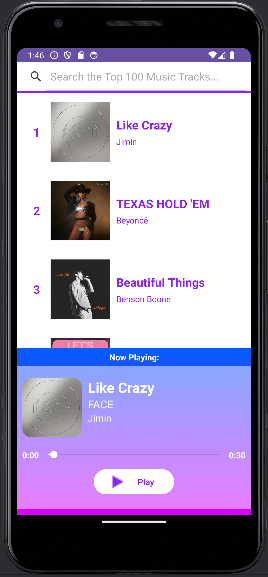 1:46
Search the Top 100 Music Tracks...
1
Like Crazy
Jimin
2
TEXAS HOLD 'EM
Beyoncé
3
Beautiful Things
Benson Boone
LET'S
Now Playing:
Like Crazy
FACE
Jimin
0:00
0:30
Play